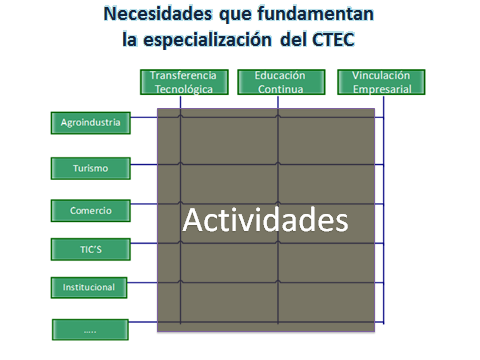 Necesidades que fundamentan
la especialización del CTEC
Transferencia
Tecnológica
Educación
Continua
Vinculación
Empresarial
Agroindustria
Turismo
Comercio
TIC'S
Institucional
…..
Actividades